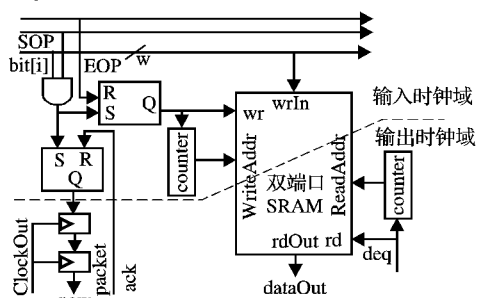 SOP
bit[i]
EOP
w
R
S
Q
wr
wrIn
输入时钟域
输出时钟域
S R
Q
counter
WriteAddr
双端口
SRAM
ReadAddr
counter
rdOut
rd
deq
ClockOut
packet
ack
dataOut